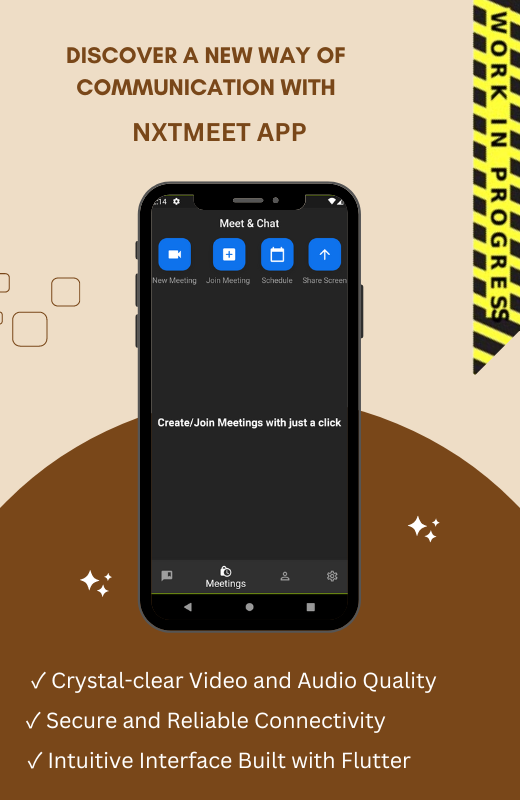 DISCOVER A NEW WAY OF
COMMUNICATION WITH
NXTMEET APP
WORK IN PROGRESS
:14
Meet & Chat
New Meeting Join Meeting Schedule Share Screen
Create/Join Meetings with just a click
Meetings
✓ Crystal-clear Video and Audio Quality
✓ Secure and Reliable Connectivity
✓ Intuitive Interface Built with Flutter